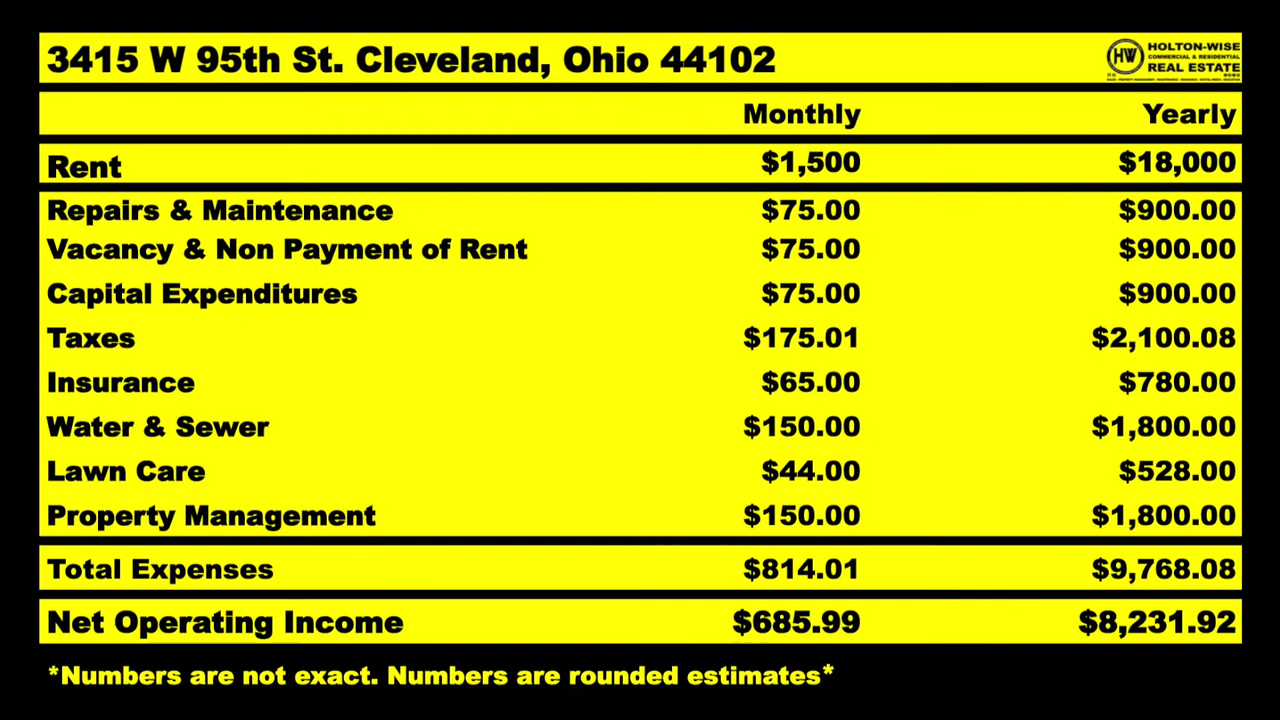 3415 W 95th St. Cleveland, Ohio 44102
HW
HOLTON-WISE
COMMERCIAL & RESIDENTIAL
REAL ESTATE
Monthly Yearly
Rent $1,500 $18,000
Repairs & Maintenance $75.00 $900.00
Vacancy & Non Payment of Rent $75.00 $900.00
Capital Expenditures $75.00 $900.00
Taxes $175.01 $2,100.08
Insurance $65.00 $780.00
Water & Sewer $150.00 $1,800.00
Lawn Care $44.00 $528.00
Property Management $150.00 $1,800.00
Total Expenses $814.01 $9,768.08
Net Operating Income $685.99 $8,231.92
*Numbers are not exact. Numbers are rounded estimates*